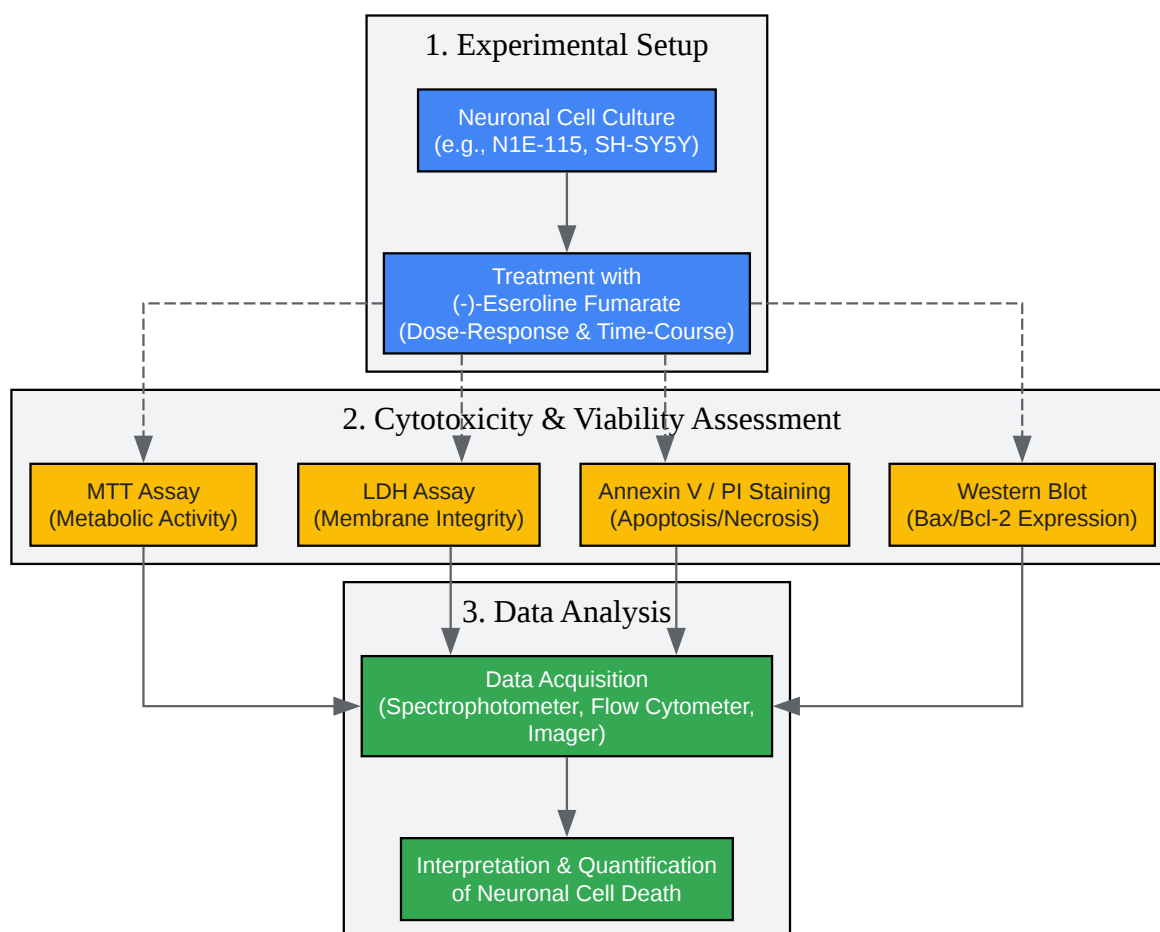 1. Experimental Setup
Neuronal Cell Culture
(e.g., N1E-115, SH-SY5Y)
Treatment with
(-)-Eseroline Fumarate
(Dose-Response & Time-Course)
2. Cytotoxicity & Viability Assessment
MTT Assay
(Metabolic Activity)
LDH Assay
(Membrane Integrity)
Annexin V / PI Staining
(Apoptosis/Necrosis)
Western Blot
(Bax/Bcl-2 Expression)
3. Data Analysis
Data Acquisition
(Spectrophotometer, Flow Cytometer,
Imager)
Interpretation & Quantification
of Neuronal Cell Death